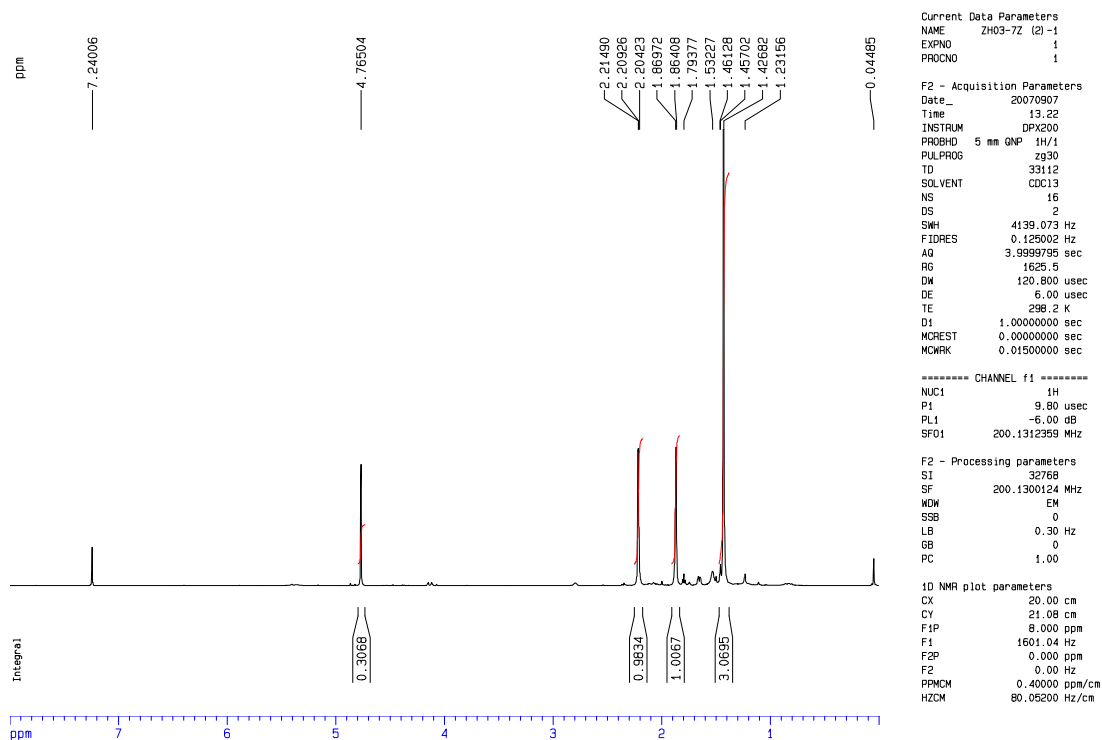 ppm
7.24006
4.76504
2.21490
2.20926
2.20423
1.86972
1.86408
1.79377
1.53227
1.46128
1.45702
1.42682
1.23156
0.04485
Integral
0.3068
0.9834
1.0067
3.0695
ppm 7 6 5 4 3 2 1
Current Data Parameters
NAME ZH03-7Z (2)-1
EXPNO 1
PROCNO 1
F2 - Acquisition Parameters
Date_ 20070907
Time 13.22
INSTRUM DPX200
PROBHD 5 mm QNP 1H/1
PULPROG zg30
TD 33112
SOLVENT CDCl3
NS 16
DS 2
SWH 4139.073 Hz
FIDRES 0.125002 Hz
AQ 3.9999795 sec
RG 1625.5
DW 120.800 usec
DE 6.00 usec
TE 298.2 K
D1 1.00000000 sec
MCREST 0.00000000 sec
MCWRK 0.01500000 sec
======== CHANNEL f1 ========
NUC1 1H
P1 9.80 usec
PL1 -6.00 dB
SFO1 200.1312359 MHz
F2 - Processing parameters
SI 32768
SF 200.1300124 MHz
WDW EM
SSB 0
LB 0.30 Hz
GB 0
PC 1.00
1D NMR plot parameters
CX 20.00 cm
CY 21.08 cm
F1P 8.000 ppm
F1 1601.04 Hz
F2P 0.000 ppm
F2 0.00 Hz
PPMCM 0.40000 ppm/cm
HZCM 80.05200 Hz/cm